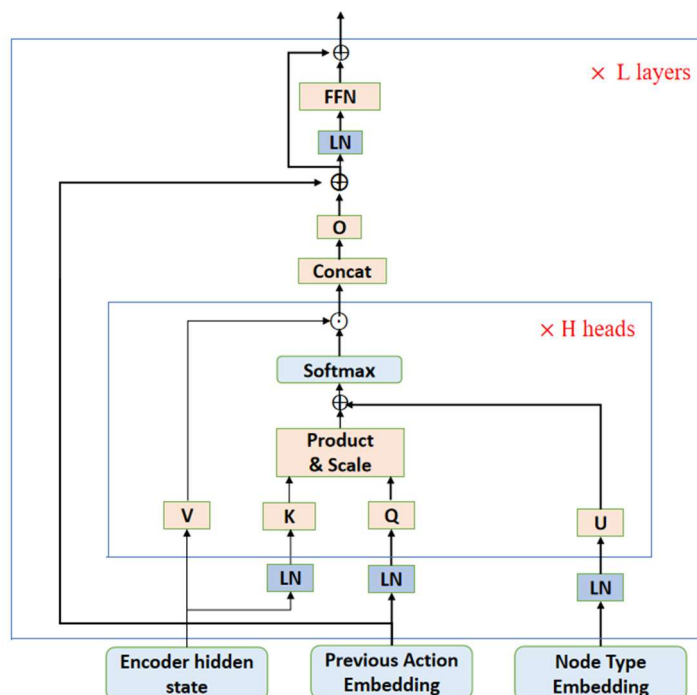 × L layers
FFN
LN
O
Concat
× H heads
Softmax
Product
& Scale
V
K
Q
U
LN
LN
LN
Encoder hidden
state
Previous Action
Embedding
Node Type
Embedding